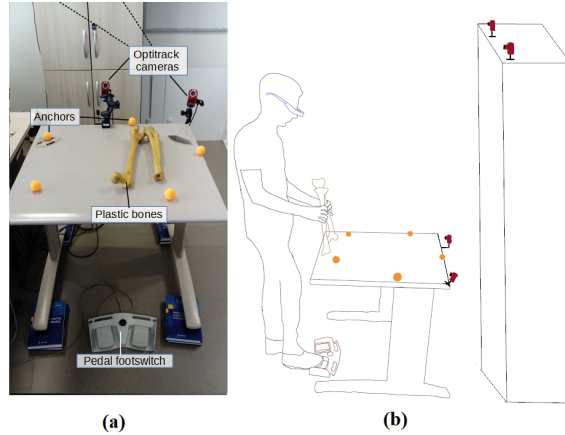 Optitrack
cameras
Anchors
Plastic bones
Pedal footswitch
(a)
(b)